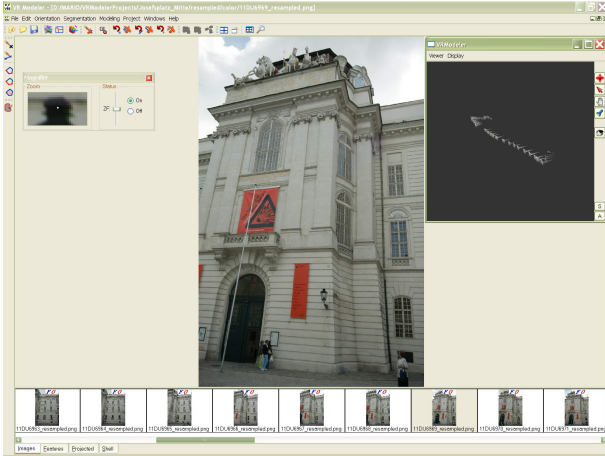 VR Modeler - [D:/MARIO/VRModelerProjects/Josefsplatz_Mitte/resampled/color/11DU6969_resampled.png]
File Edit Orientation Segmentation Modeling Project Windows Help
Magnifier
Zoom
Status
ZF:
On
Off
VRModeler
Viewer Display
S
A
F O F O F O F O F O F O F O F O F O
11DU6963_resampled.png 11DU6964_resampled.png 11DU6965_resampled.png 11DU6966_resampled.png 11DU6967_resampled.png 11DU6968_resampled.png 11DU6969_resampled.png 11DU6970_resampled.png 11DU6971_resampled.png
Images Features Projected Shell